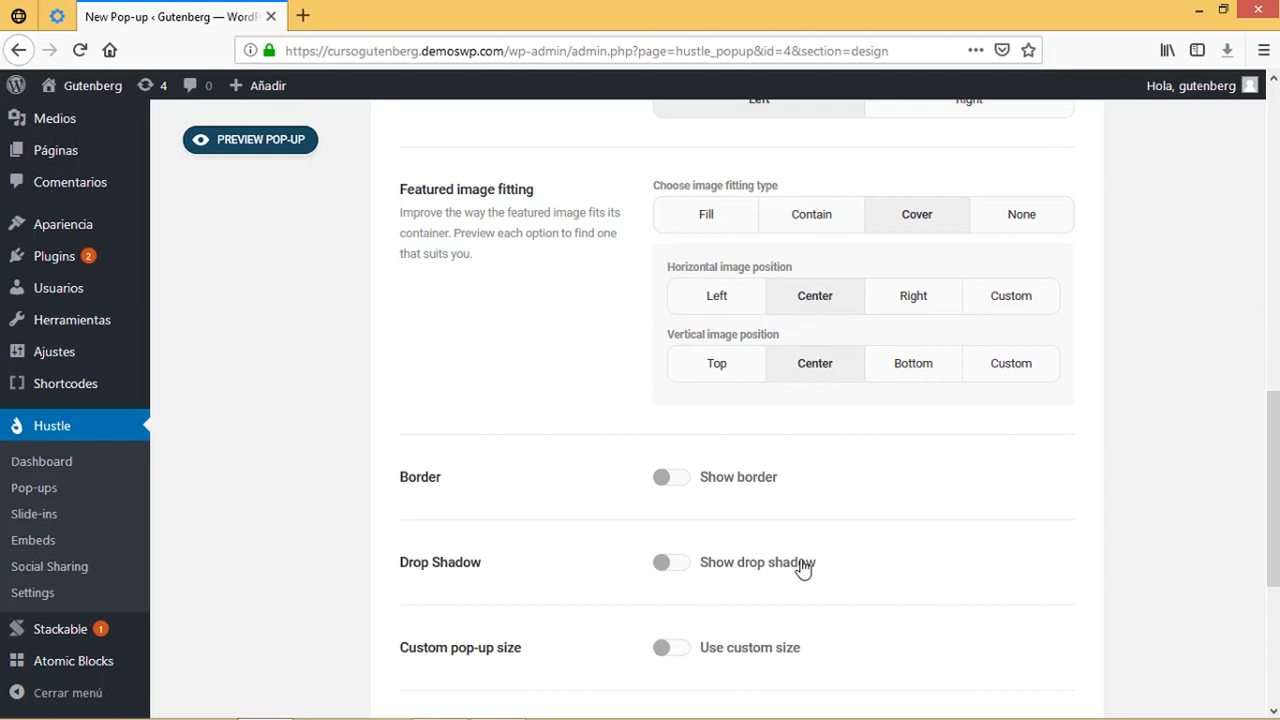 New Pop-up ‹ Gutenberg — WordP
https://cursogutenberg.demoswp.com/wp-admin/admin.php?page=hustle_popup&id=4&section=design
Gutenberg
4
0
Añadir
Hola, gutenberg
Medios
Páginas
Comentarios
Apariencia
Plugins 2
Usuarios
Herramientas
Ajustes
Shortcodes
Hustle
Dashboard
Pop-ups
Slide-ins
Embeds
Social Sharing
Settings
Stackable 1
Atomic Blocks
Cerrar menú
PREVIEW POP-UP
Left
Right
Featured image fitting
Improve the way the featured image fits its
container. Preview each option to find one
that suits you.
Choose image fitting type
Fill
Contain
Cover
None
Horizontal image position
Left
Center
Right
Custom
Vertical image position
Top
Center
Bottom
Custom
Border
Show border
Drop Shadow
Show drop shadow
Custom pop-up size
Use custom size